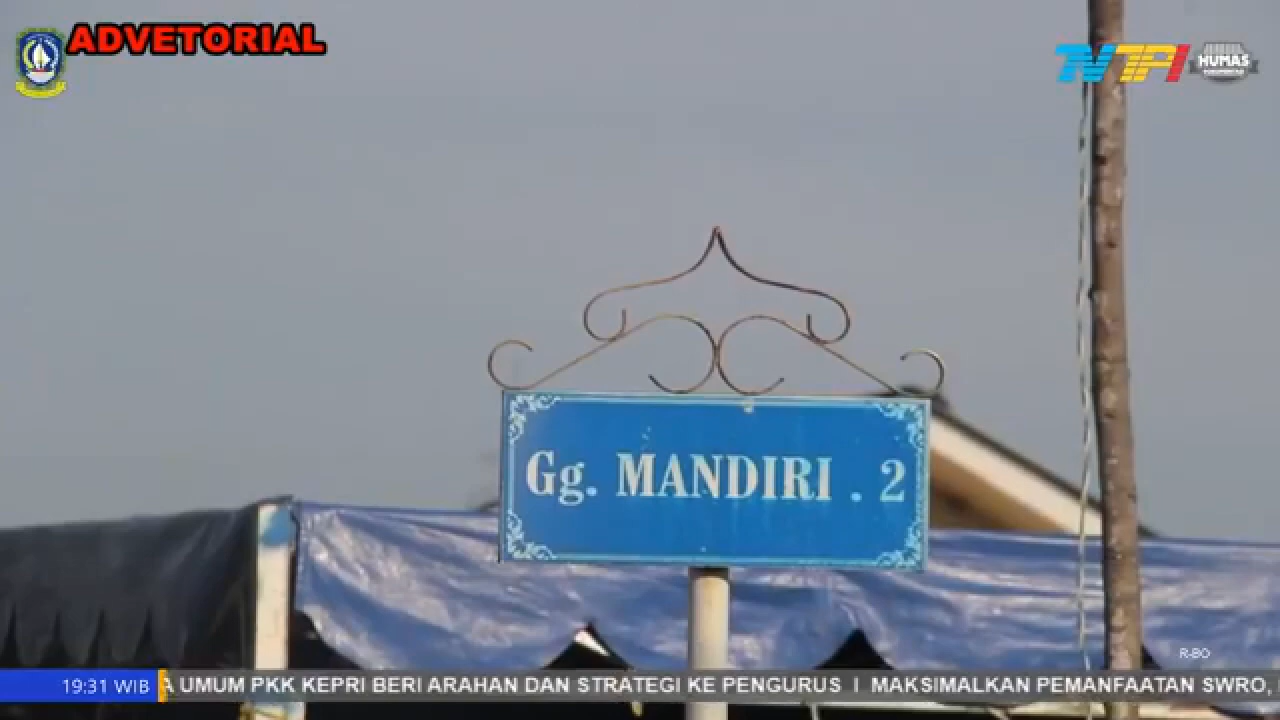 ADVETORIAL
TVTPI
HUMAS
Gg. MANDIRI . 2
R-BO
19:31 WIB
A UMUM PKK KEPRI BERI ARAHAN DAN STRATEGI KE PENGURUS I MAKSIMALKAN PEMANFAATAN SWRO,